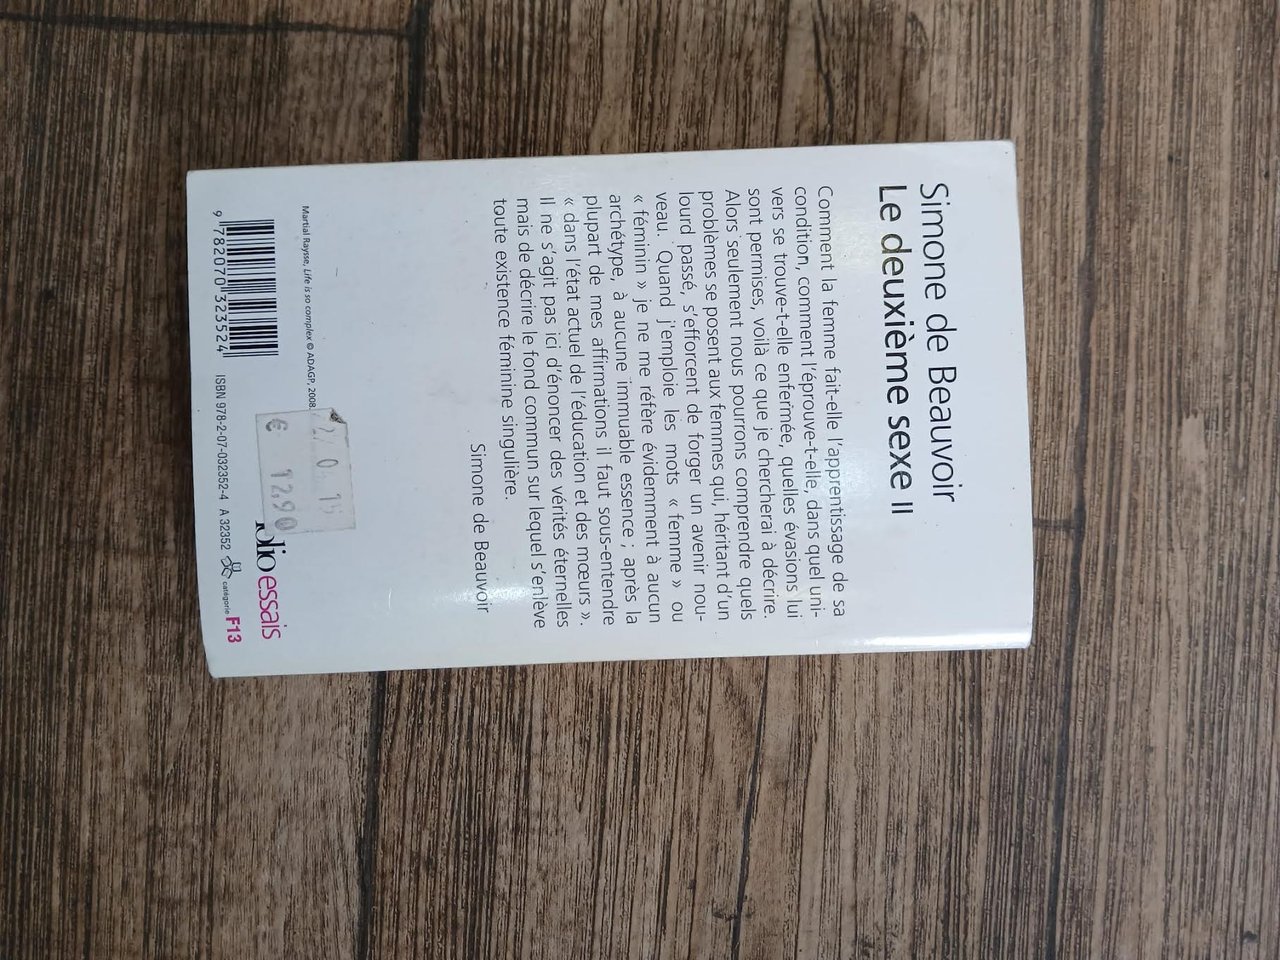 Simone de Beauvoir
Le deuxième sexe II
Comment la femme fait-elle l'apprentissage de sa
condition, comment l'éprouve-t-elle, dans quel uni-
vers se trouve-t-elle enfermée, quelles évasions lui
sont permises, voilà ce que je chercherai à décrire.
Alors seulement nous pourrons comprendre quels
problèmes se posent aux femmes qui, héritant d'un
lourd passé, s'efforcent de forger un avenir nou-
veau. Quand j'emploie les mots « femme » ou
« féminin » je ne me réfère évidemment à aucun
archétype, à aucune immuable essence ; après la
plupart de mes affirmations il faut sous-entendre
« dans l'état actuel de l'éducation et des mœurs ».
Il ne s'agit pas ici d'énoncer des vérités éternelles
mais de décrire le fond commun sur lequel s'enlève
toute existence féminine singulière.
Simone de Beauvoir
Martial Raysse, Life is so complex © ADAGP, 2008.
0 15
€ 12,90
folio essais
9 782070 323524
ISBN 978-2-07-032352-4 A 32352 catégorie F13